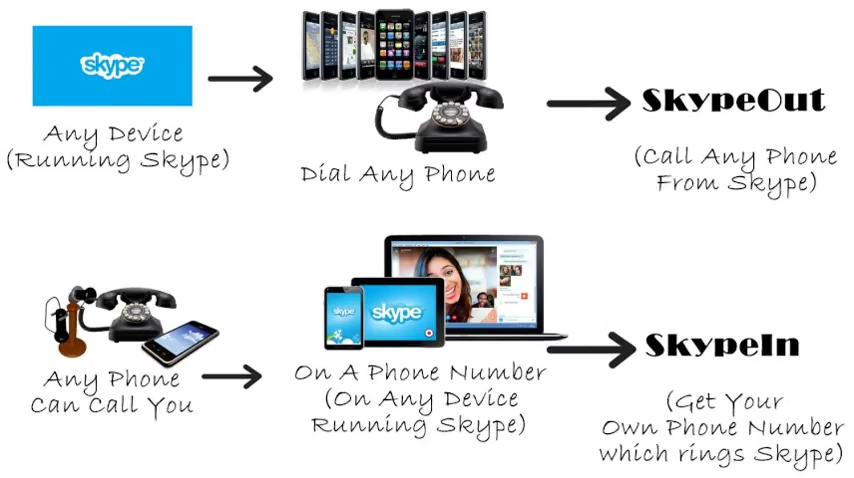 skype
Any Device
(Running Skype)
Dial Any Phone
SkypeOut
(Call Any Phone
From Skype)
Any Phone
Can Call You
skype
skype
On A Phone Number
(On Any Device
Running Skype)
SkypeIn
(Get Your
Own Phone Number
which rings Skype)